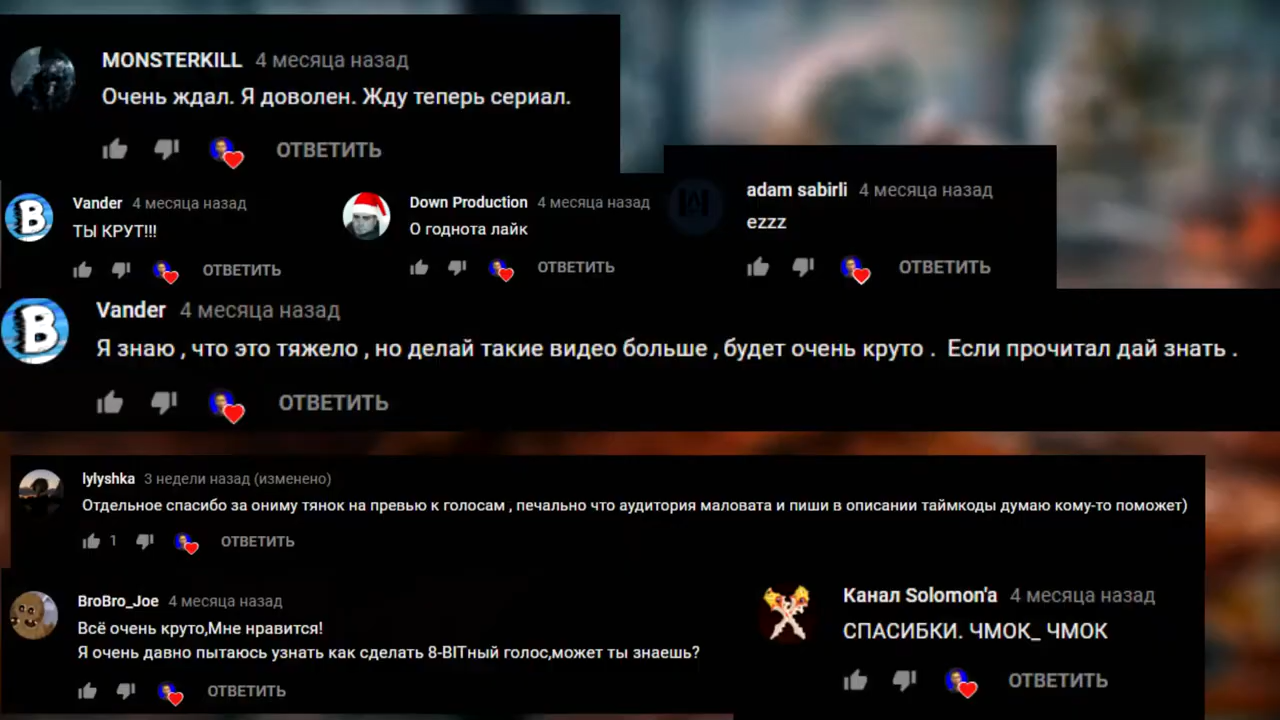 MONSTERKILL 4 месяца назад
Очень ждал. Я доволен. Жду теперь сериал.
ОТВЕТИТЬ
Vander 4 месяца назад
ТЫ КРУТ!!!
ОТВЕТИТЬ
Down Production 4 месяца назад
О годнота лайк
ОТВЕТИТЬ
adam sabirli 4 месяца назад
ezzz
ОТВЕТИТЬ
Vander 4 месяца назад
Я знаю , что это тяжело , но делай такие видео больше , будет очень круто . Если прочитал дай знать .
ОТВЕТИТЬ
lylyshka 3 недели назад (изменено)
Отдельное спасибо за ониму тянок на превью к голосам , печально что аудитория маловата и пиши в описании таймкоды думаю кому-то поможет)
1 ОТВЕТИТЬ
BroBro_Joe 4 месяца назад
Всё очень круто,Мне нравится!
Я очень давно пытаюсь узнать как сделать 8-BITный голос,может ты знаешь?
ОТВЕТИТЬ
Канал Solomon'a 4 месяца назад
СПАСИБКИ. ЧМОК_ ЧМОК
ОТВЕТИТЬ